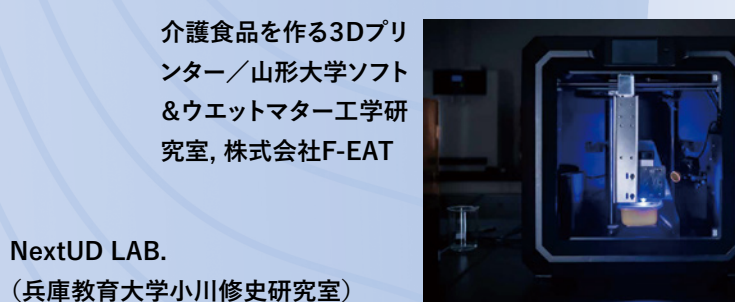 介護食品を作る3Dプリ
ンター／山形大学ソフト
&ウエットマター工学研
究室, 株式会社F-EAT
NextUD LAB.
（兵庫教育大学小川修史研究室）